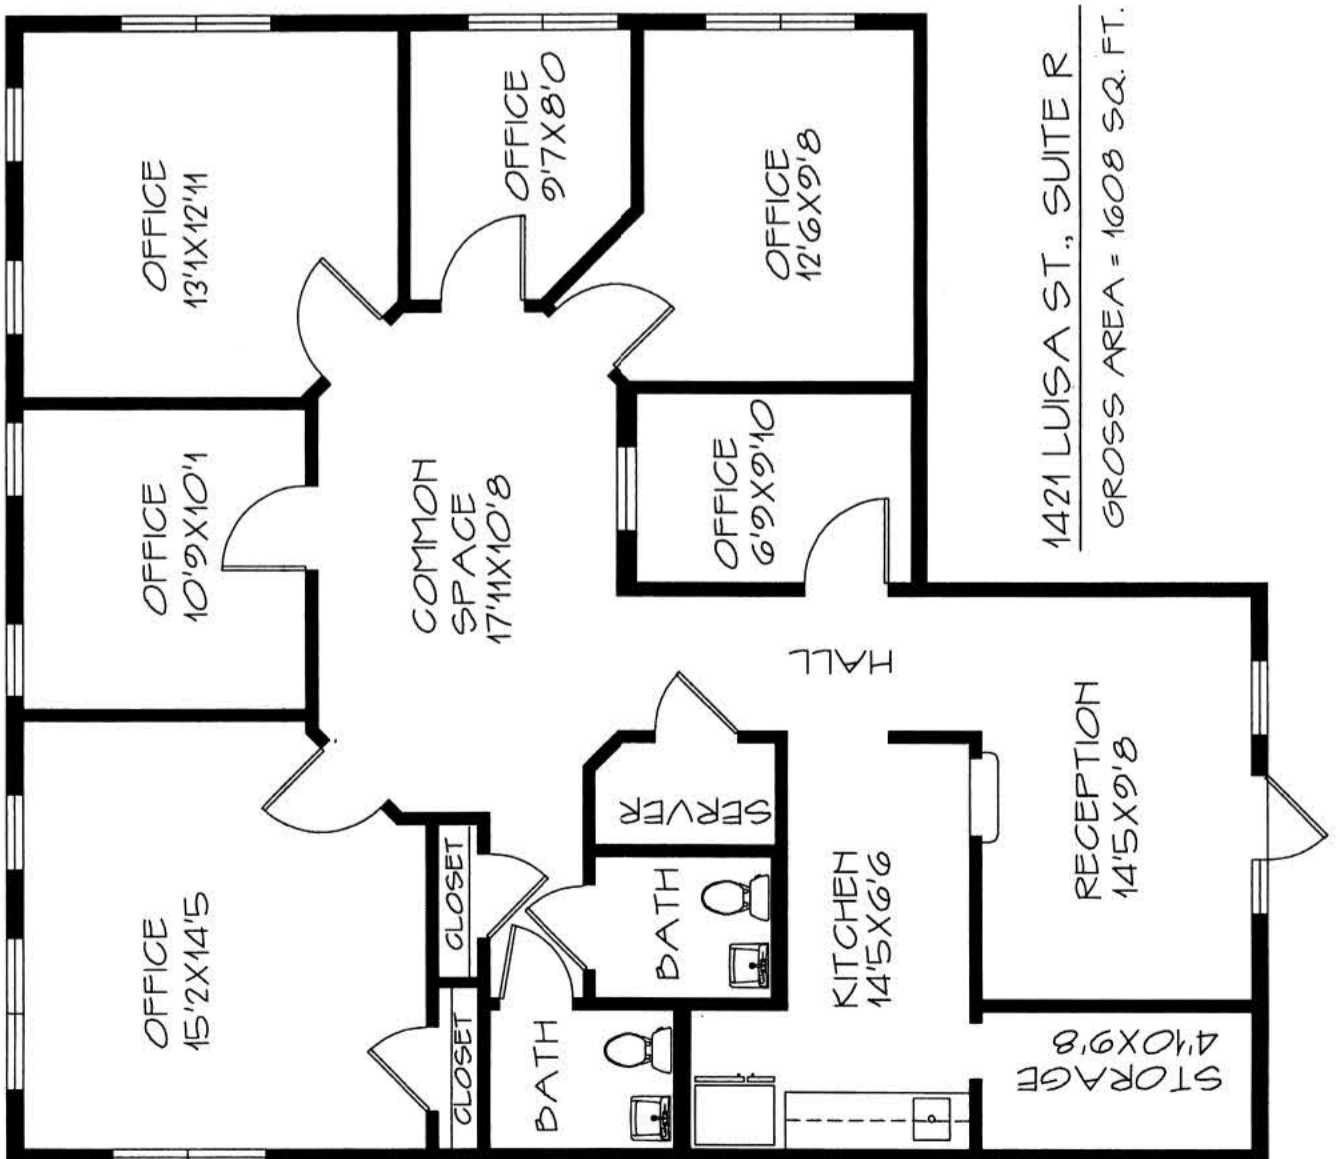 OFFICE
13'1X12'11
OFFICE
9'7X8'0
OFFICE
12'6X9'8
OFFICE
10'9X10'1
COMMON
SPACE
17'11X10'8
OFFICE
6'9X9'10
HALL
OFFICE
15'2X14'5
CLOSET
CLOSET
SERVER
BATH
BATH
KITCHEN
14'5X6'6
RECEPTION
14'5X9'8
STORAGE
4'10X9'8
1421 LUISA ST., SUITE R
GROSS AREA = 1608 SQ. FT.